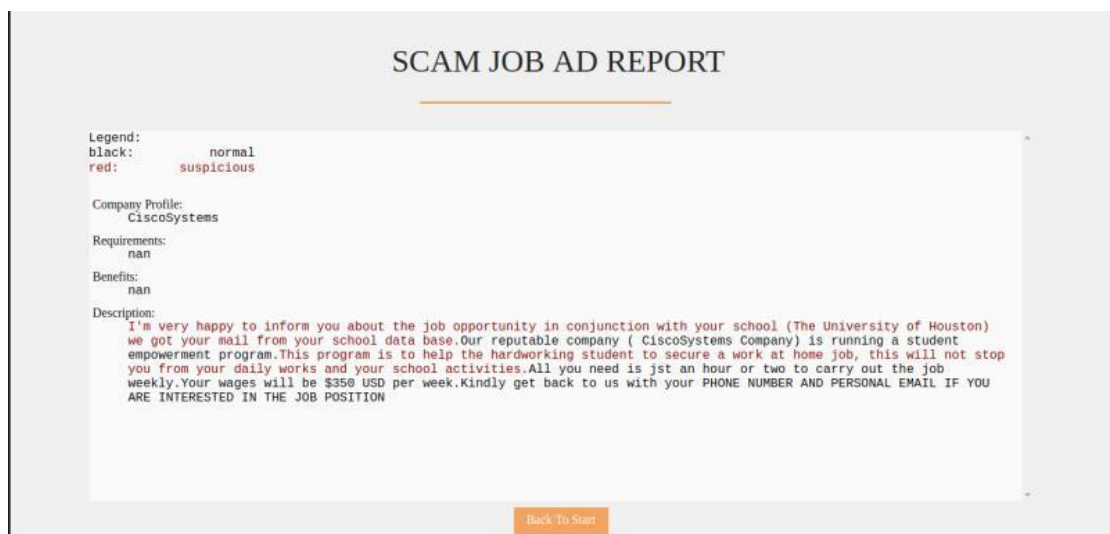 SCAM JOB AD REPORT
Legend:
black: normal
red: suspicious
Company Profile:
CiscoSystems
Requirements:
nan
Benefits:
nan
Description:
I'm very happy to inform you about the job opportunity in conjunction with your school (The University of Houston)
we got your mail from your school data base.Our reputable company ( CiscoSystems Company) is running a student
empowerment program.This program is to help the hardworking student to secure a work at home job, this will not stop
you from your daily works and your school activities.All you need is jst an hour or two to carry out the job
weekly.Your wages will be $350 USD per week.Kindly get back to us with your PHONE NUMBER AND PERSONAL EMAIL IF YOU
ARE INTERESTED IN THE JOB POSITION
Back To Start